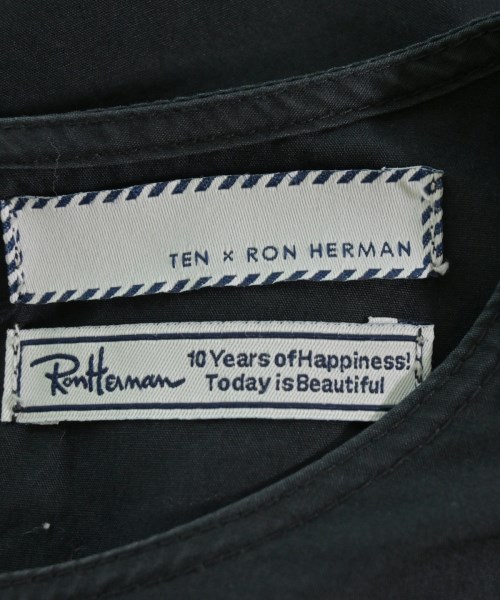 TEN × RON HERMAN
RonHerman
10 Years of Happiness!
Today is Beautiful